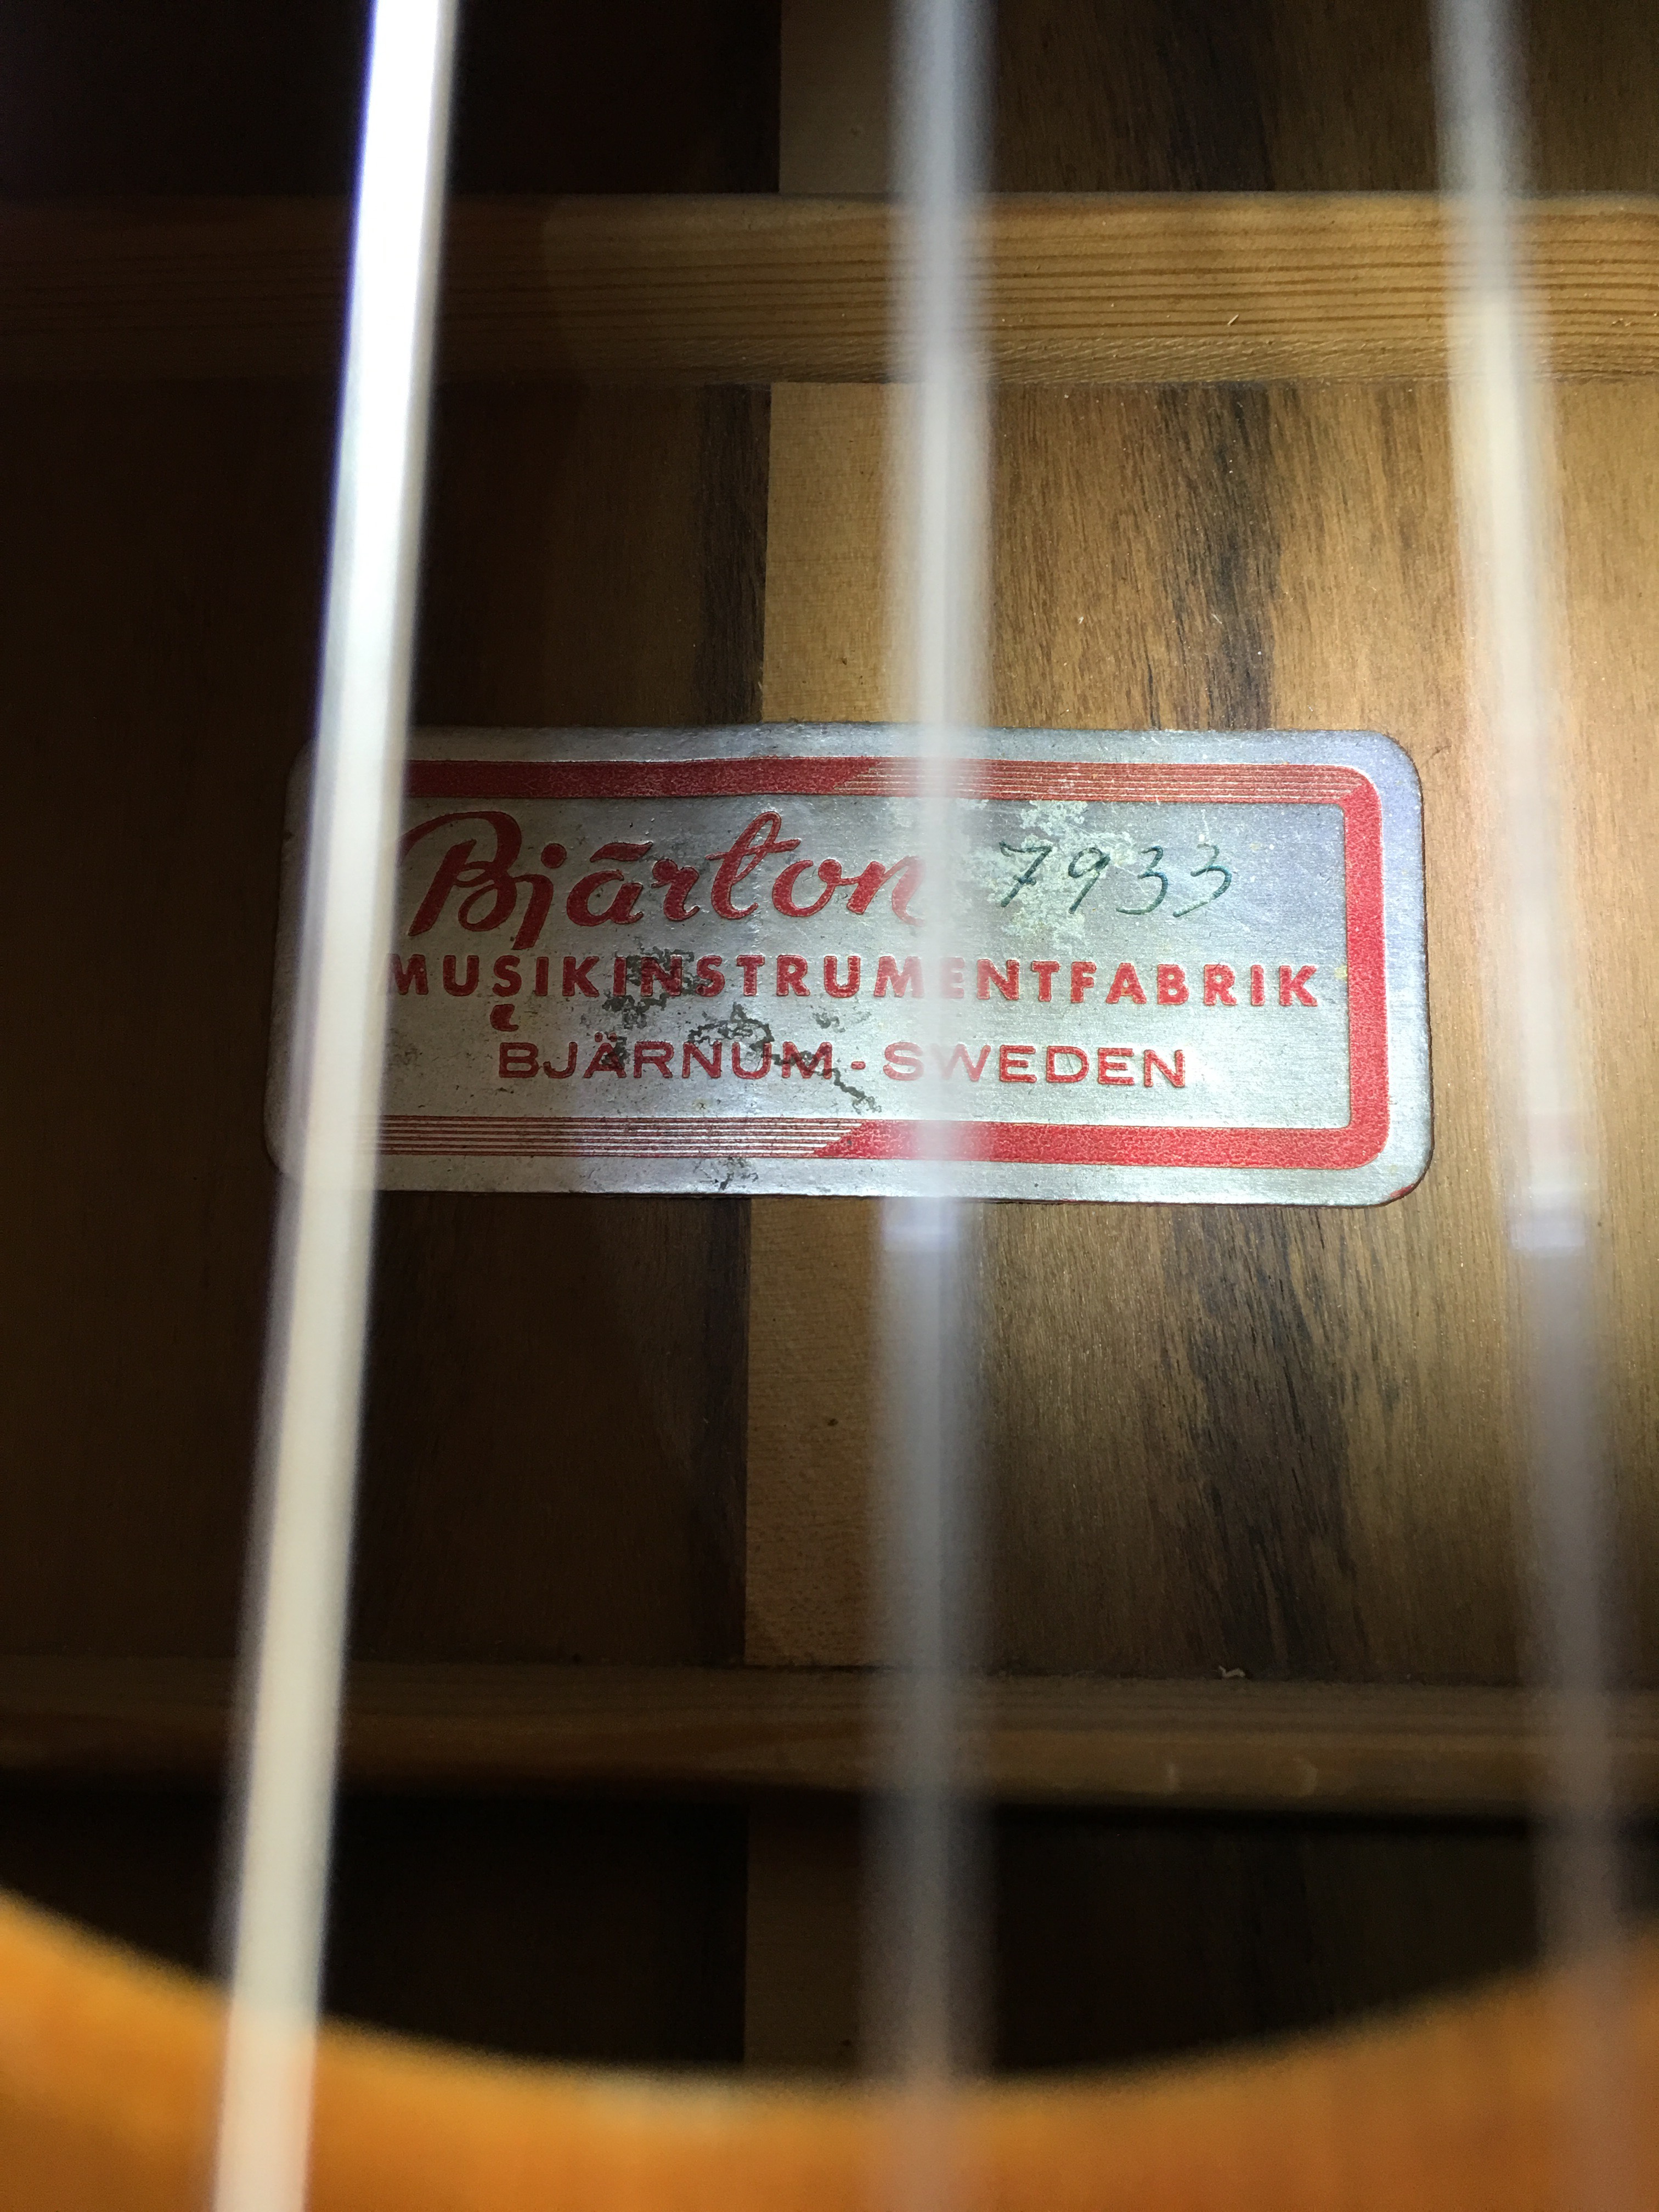 Bjärton 7933
MUSIKINSTRUMENTFABRIK
BJÄRNUM - SWEDEN